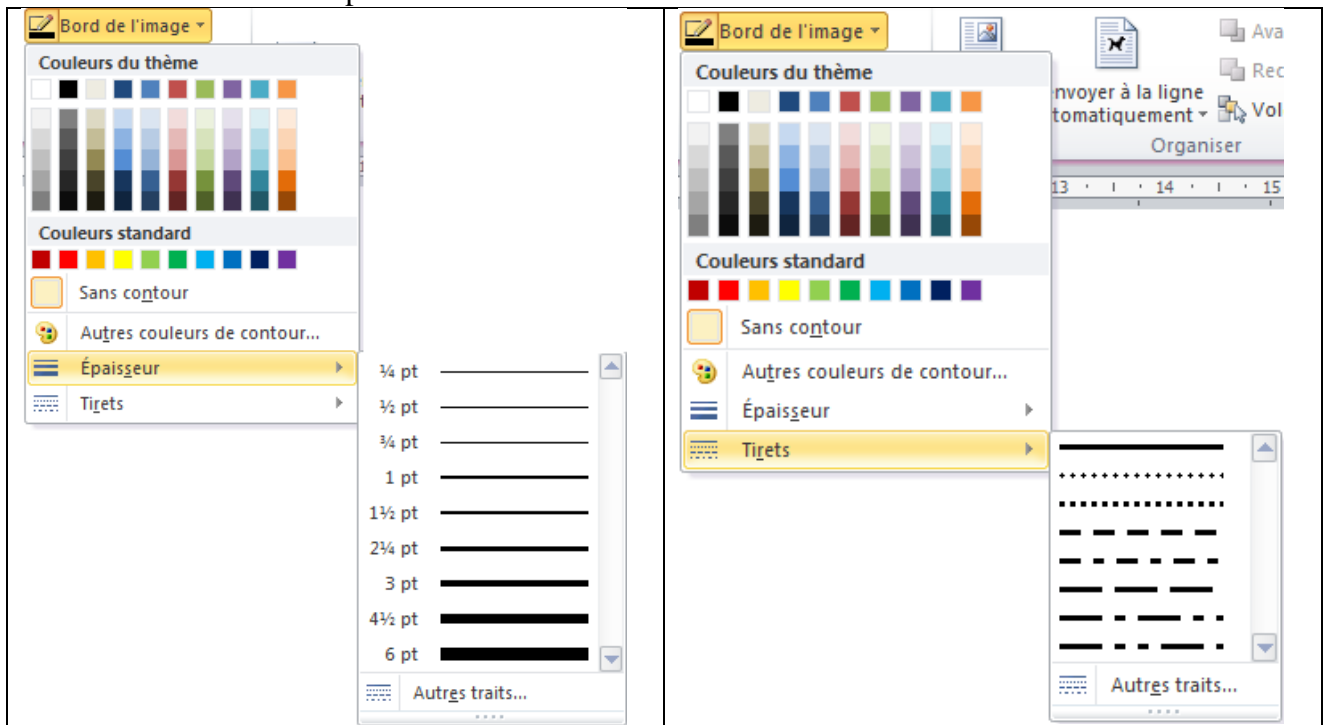 Bord de l'image
Couleurs du thème
Couleurs standard
Sans contour
Autres couleurs de contour...
Épaisseur
Tirets
¼ pt
½ pt
¾ pt
1 pt
1½ pt
2¼ pt
3 pt
4½ pt
6 pt
Autres traits...
Bord de l'image
Ava
Rec
nvoyer à la ligne
tomatiquement
Vol
Organiser
13 14 15
Couleurs du thème
Couleurs standard
Sans contour
Autres couleurs de contour...
Épaisseur
Tirets
Autres traits...